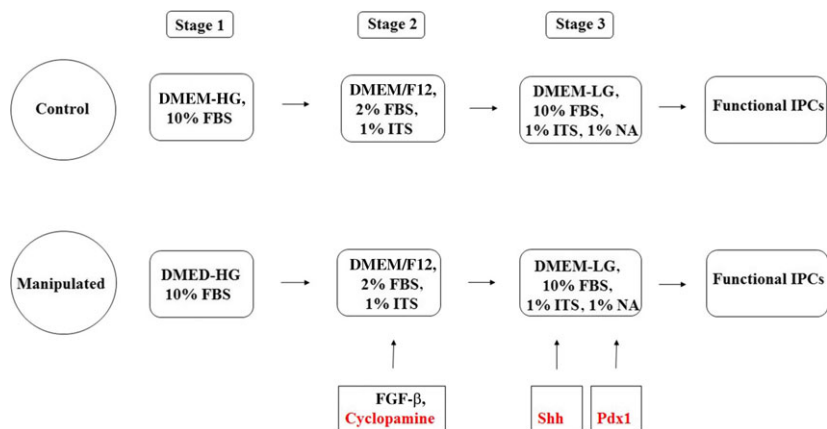 Stage 1
Stage 2
Stage 3
Control
DMEM-HG,
10% FBS
DMEM/F12,
2% FBS,
1% ITS
DMEM-LG,
10% FBS,
1% ITS, 1% NA
Functional IPCs
Manipulated
DMED-HG
10% FBS
DMEM/F12,
2% FBS,
1% ITS
DMEM-LG,
10% FBS,
1% ITS, 1% NA
Functional IPCs
FGF-β,
Cyclopamine
Shh
Pdx1